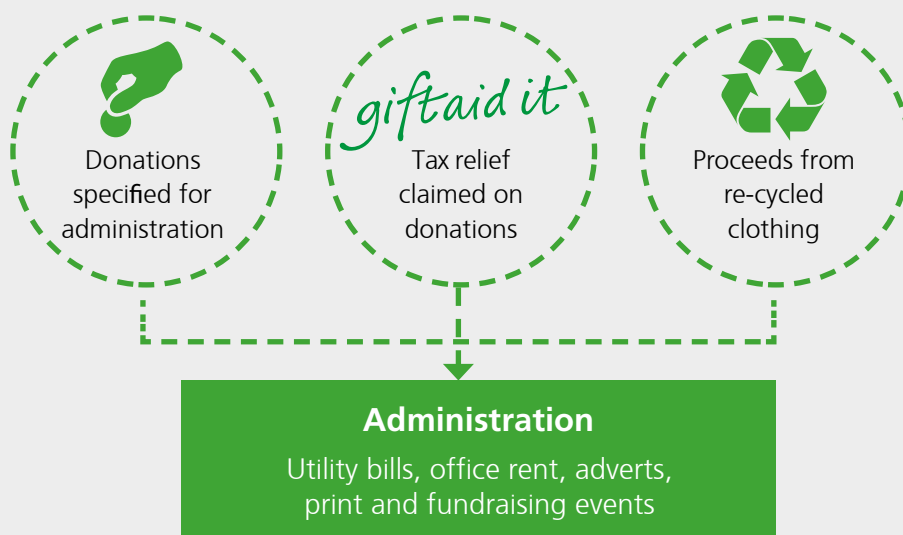 Donations
specified for
administration
giftaid it
Tax relief
claimed on
donations
Proceeds from
re-cycled
clothing
Administration
Utility bills, office rent, adverts,
print and fundraising events